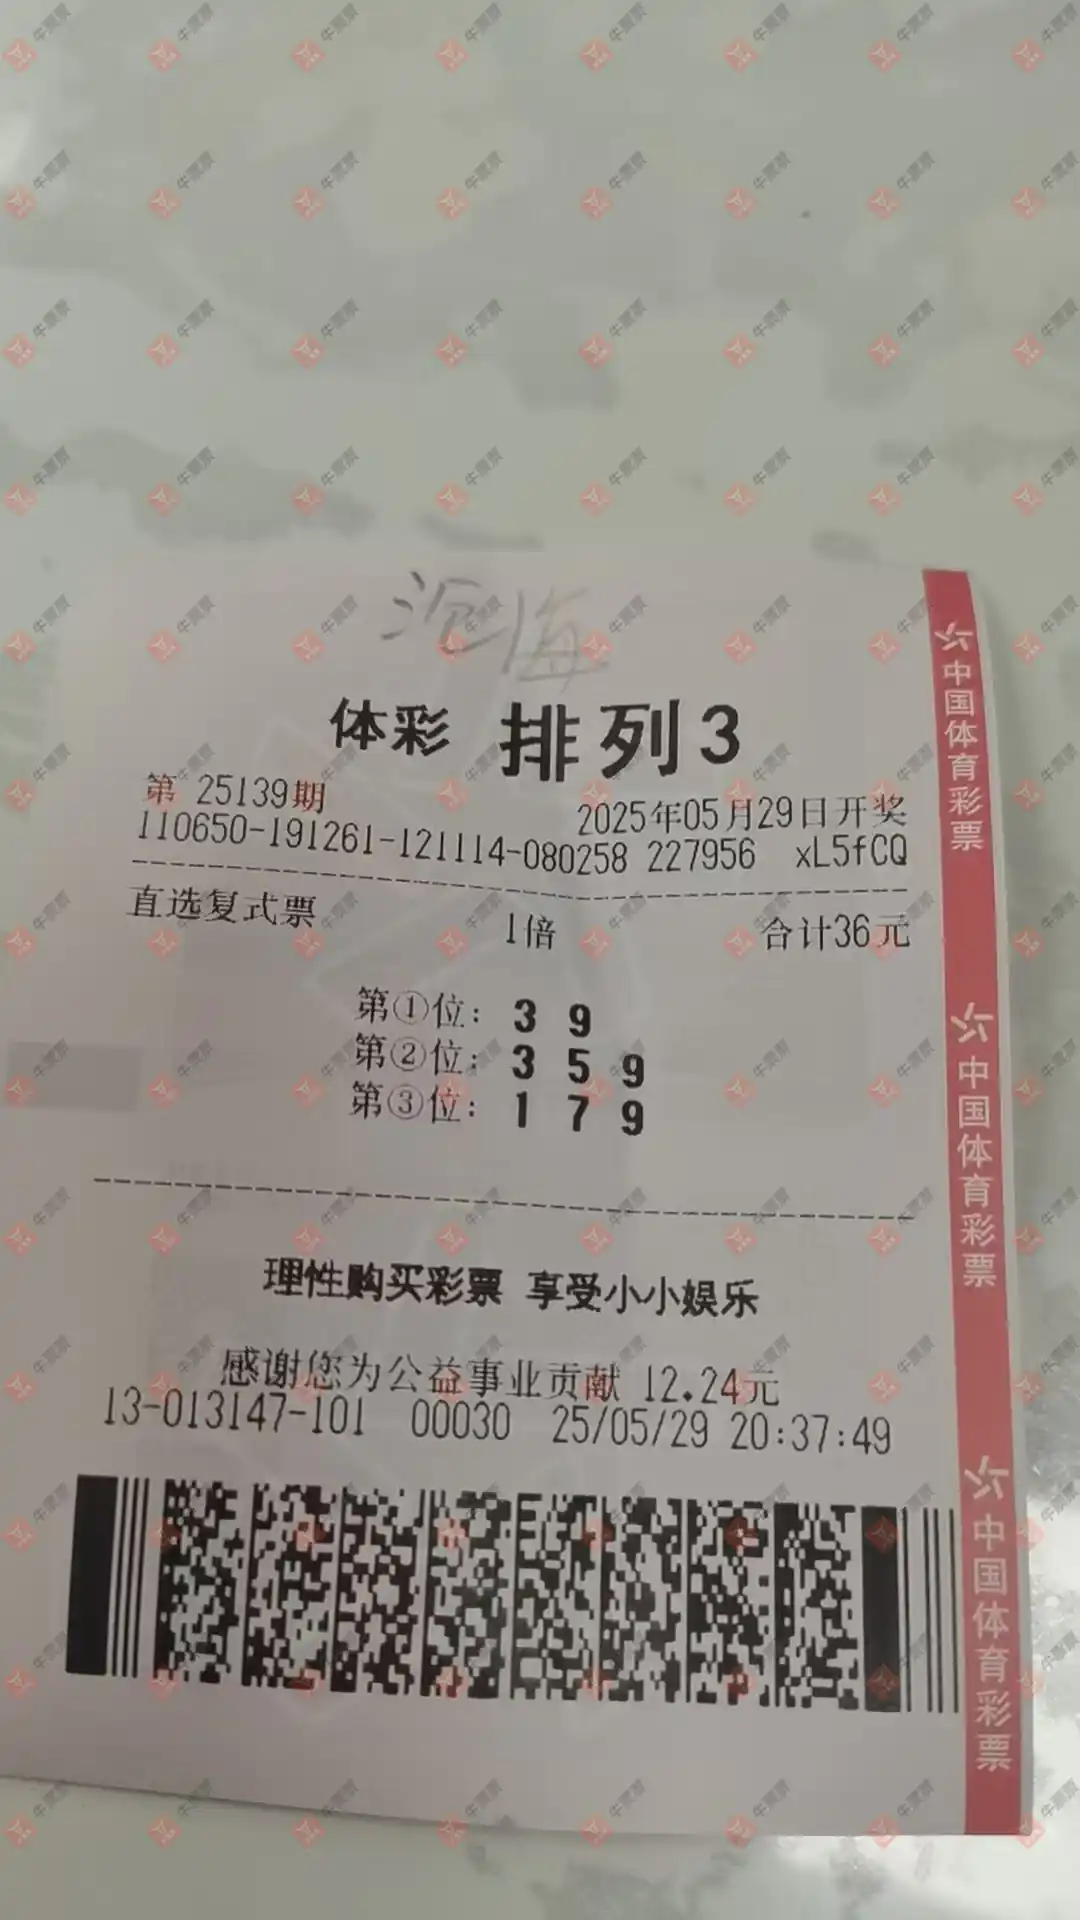 沧海
体彩 排列3
第 25139期
2025年05月29日开奖
110650-191261-121114-080258 227956 xL5fCQ
直选复式票 1倍 合计36元
第①位: 3 9
第②位: 3 5 9
第③位: 1 7 9
理性购买彩票 享受小小娱乐
感谢您为公益事业贡献 12.24元
13-013147-101 00030 25/05/29 20:37:49
中国体育彩票
中国体育彩票
中国体育彩票
牛票票